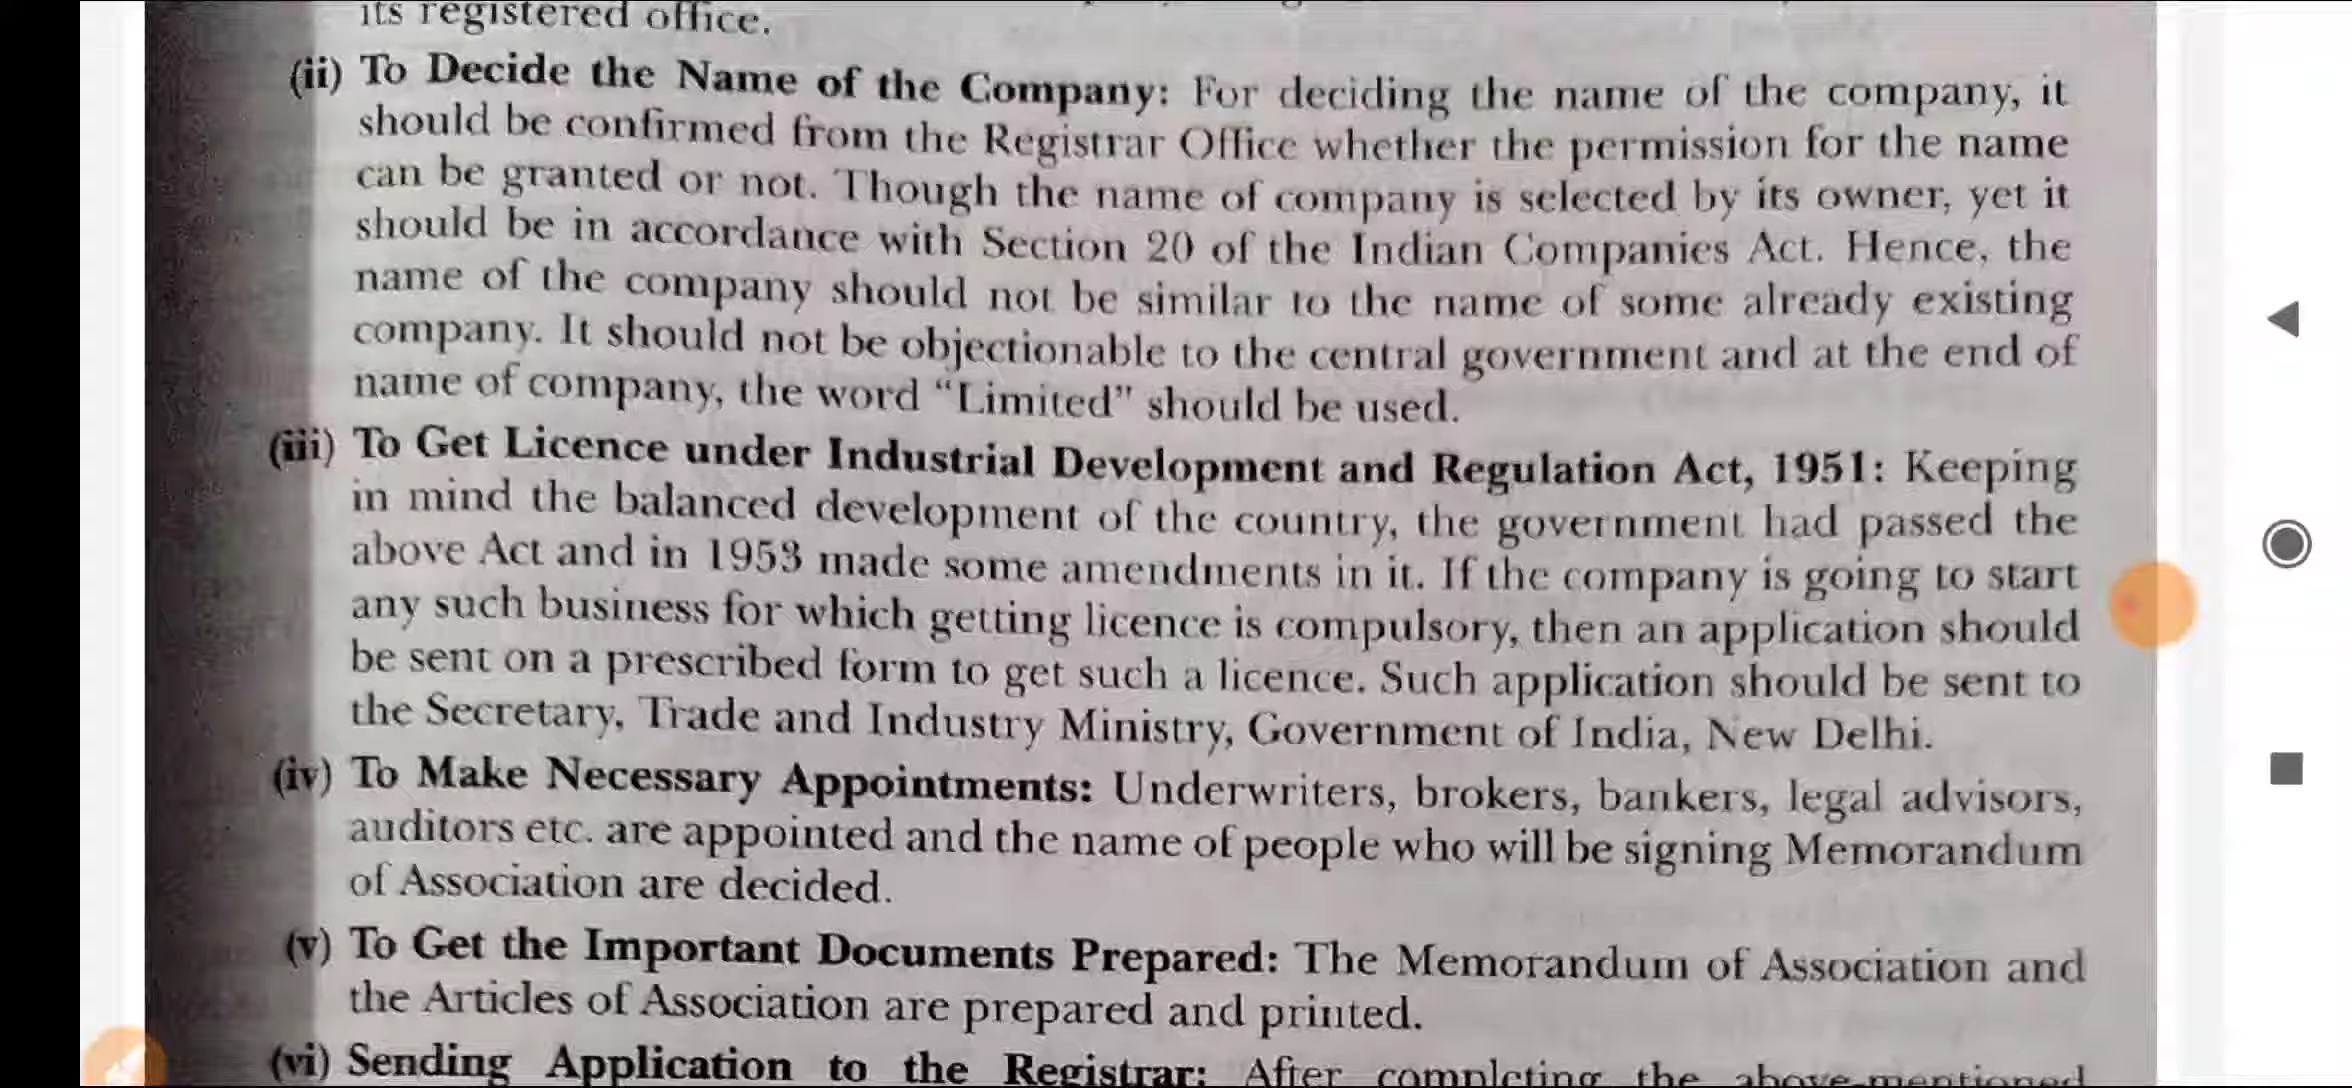 its registered office.
(ii) To Decide the Name of the Company: For deciding the name of the company, it
should be confirmed from the Registrar Office whether the permission for the name
can be granted or not. Though the name of company is selected by its owner, yet it
should be in accordance with Section 20 of the Indian Companies Act. Hence, the
name of the company should not be similar to the name of some already existing
company. It should not be objectionable to the central government and at the end of
name of company, the word “Limited” should be used.
(iii) To Get Licence under Industrial Development and Regulation Act, 1951: Keeping
in mind the balanced development of the country, the government had passed the
above Act and in 1953 made some amendments in it. If the company is going to start
any such business for which getting licence is compulsory, then an application should
be sent on a prescribed form to get such a licence. Such application should be sent to
the Secretary, Trade and Industry Ministry, Government of India, New Delhi.
(iv) To Make Necessary Appointments: Underwriters, brokers, bankers, legal advisors,
auditors etc. are appointed and the name of people who will be signing Memorandum
of Association are decided.
(v) To Get the Important Documents Prepared: The Memorandum of Association and
the Articles of Association are prepared and printed.
(vi) Sending Application to the Registrar: After completing the above-mentioned